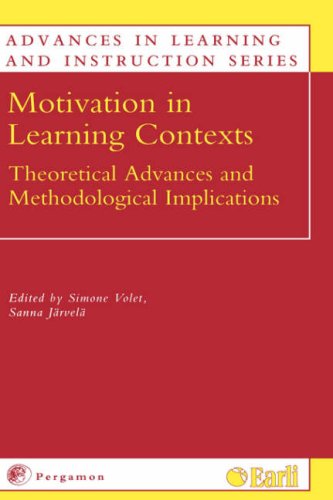 ADVANCES IN LEARNING
AND INSTRUCTION SERIES
Motivation in
Learning Contexts
Theoretical Advances and
Methodological Implications
Edited by Simone Volet,
Sanna Järvelä
Pergamon
Earli